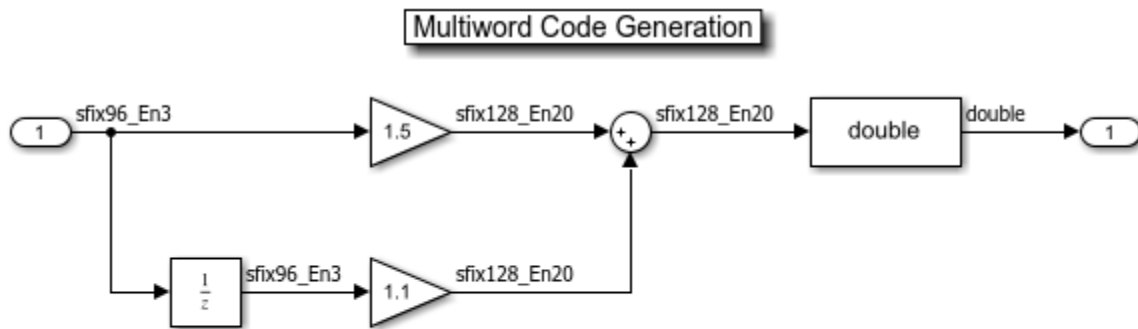 Multiword Code Generation
sfix96_En3
1
1.5
sfix128_En20
+
+
sfix128_En20
double
double
1
1
z
sfix96_En3
1.1
sfix128_En20